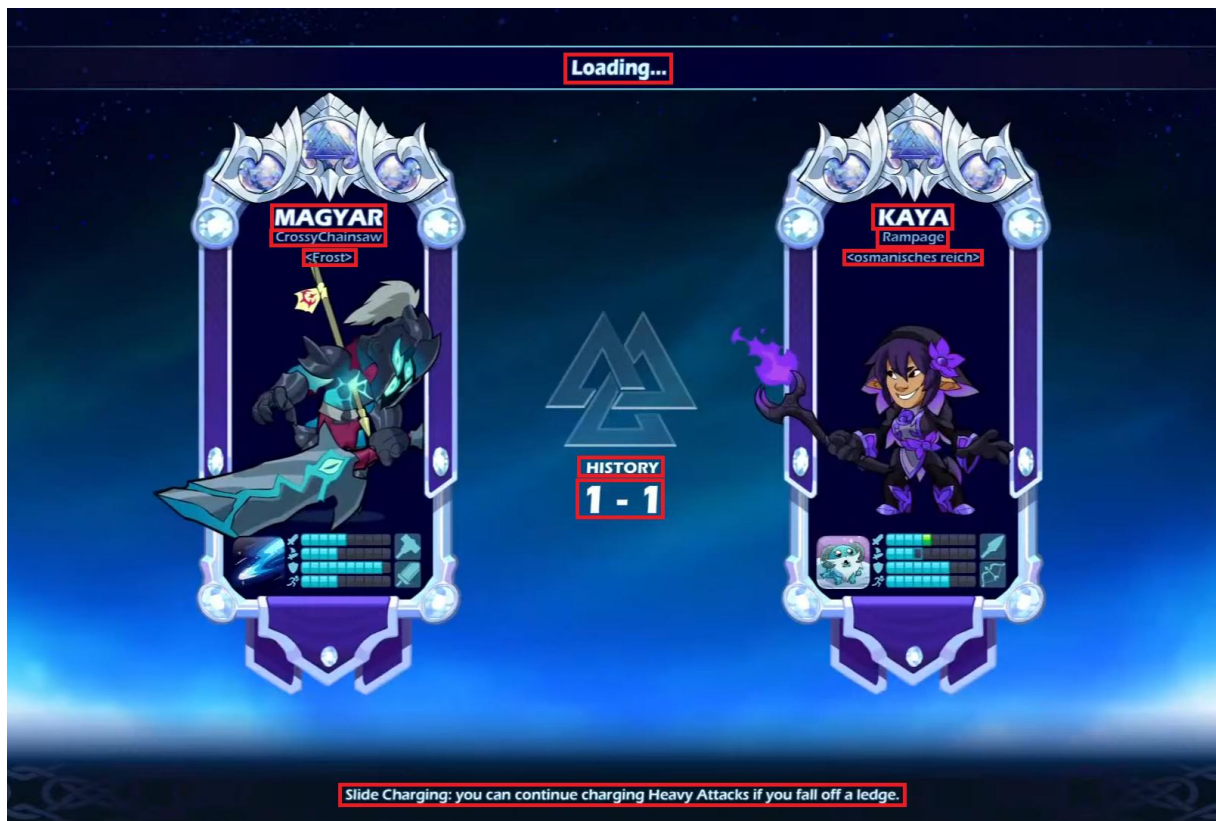 Loading...
MAGYAR
CrossyChainsaw
<Frost>
KAYA
Rampage
<osmanisches reich>
HISTORY
1 - 1
Slide Charging: you can continue charging Heavy Attacks if you fall off a ledge.